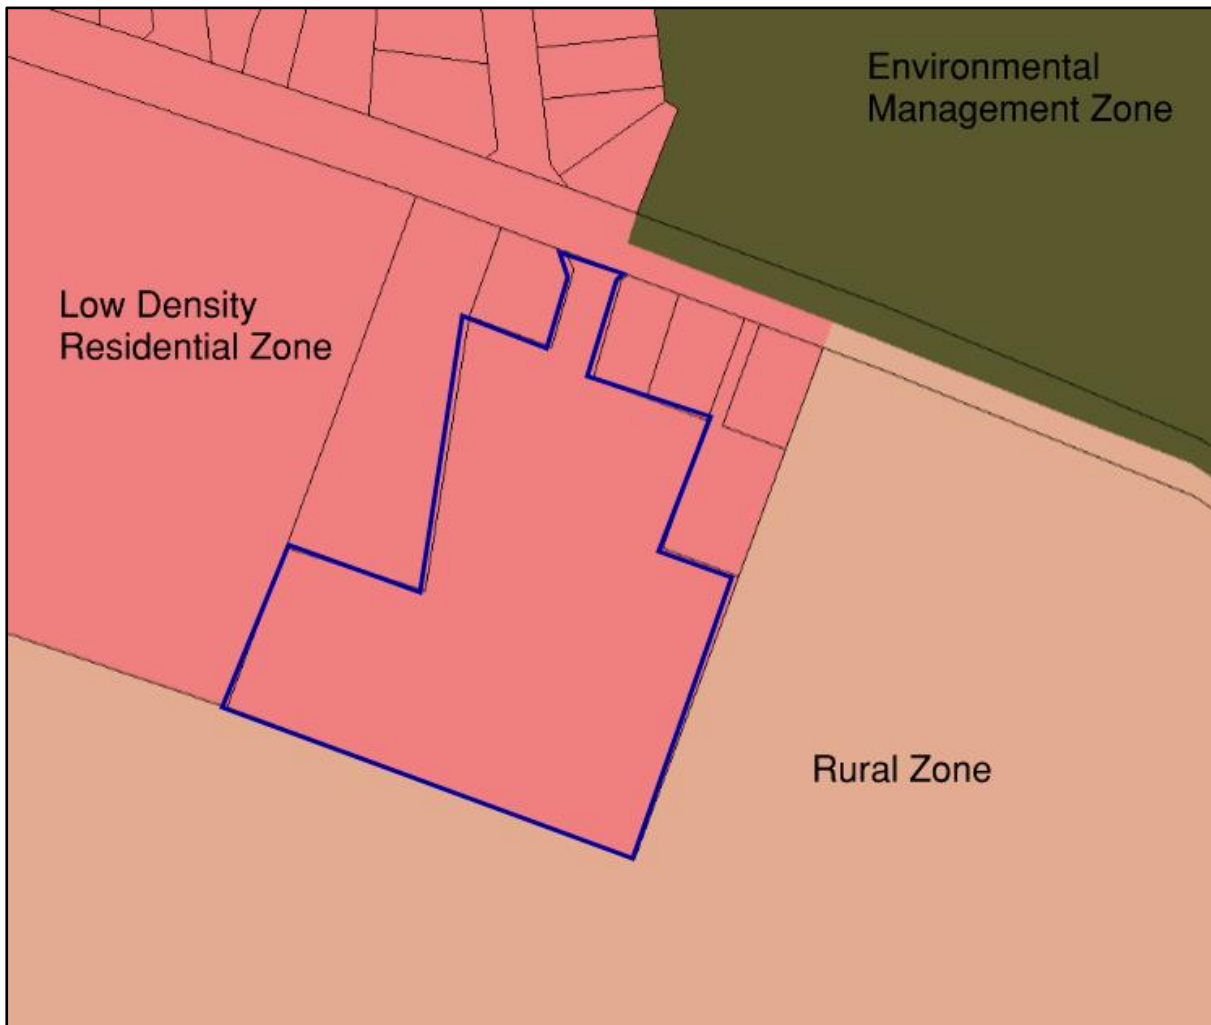 Environmental
Management Zone
Low Density
Residential Zone
Rural Zone